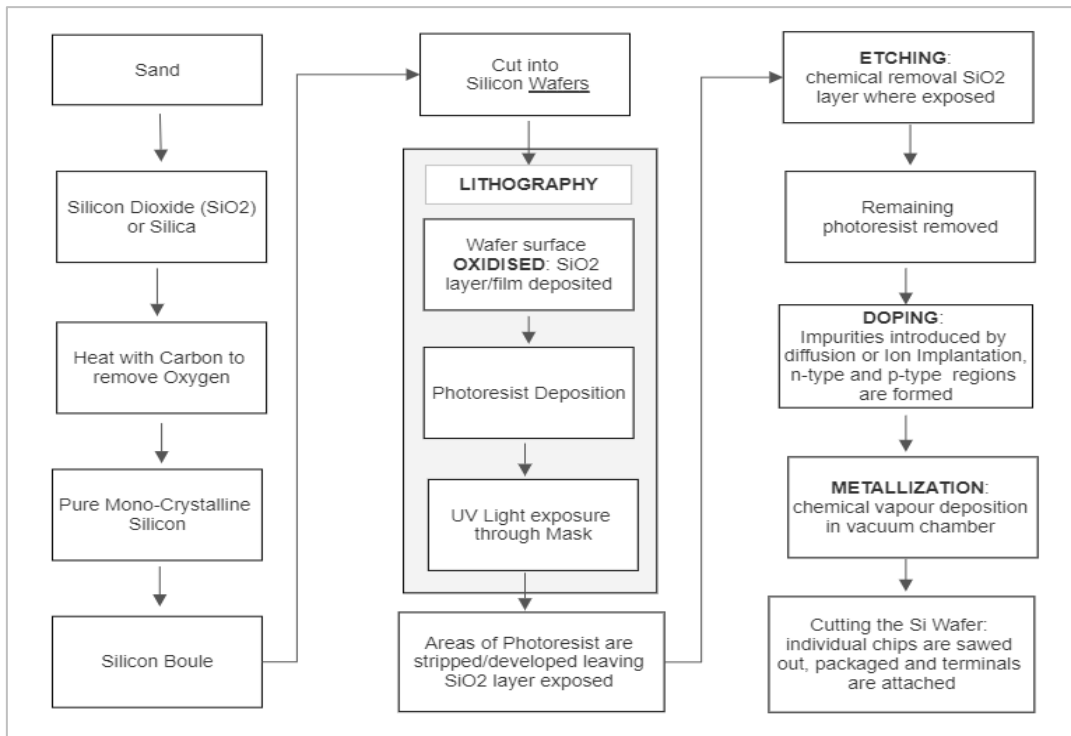 Sand
Silicon Dioxide (SiO2)
or Silica
Heat with Carbon to
remove Oxygen
Pure Mono-Crystalline
Silicon
Silicon Boule
Cut into
Silicon Wafers
LITHOGRAPHY
Wafer surface
OXIDISED: SiO2
layer/film deposited
Photoresist Deposition
UV Light exposure
through Mask
Areas of Photoresist are
stripped/developed leaving
SiO2 layer exposed
ETCHING:
chemical removal SiO2
layer where exposed
Remaining
photoresist removed
DOPING:
Impurities introduced by
diffusion or Ion Implantation,
n-type and p-type regions
are formed
METALLIZATION:
chemical vapour deposition
in vacuum chamber
Cutting the Si Wafer:
individual chips are sawed
out, packaged and terminals
are attached